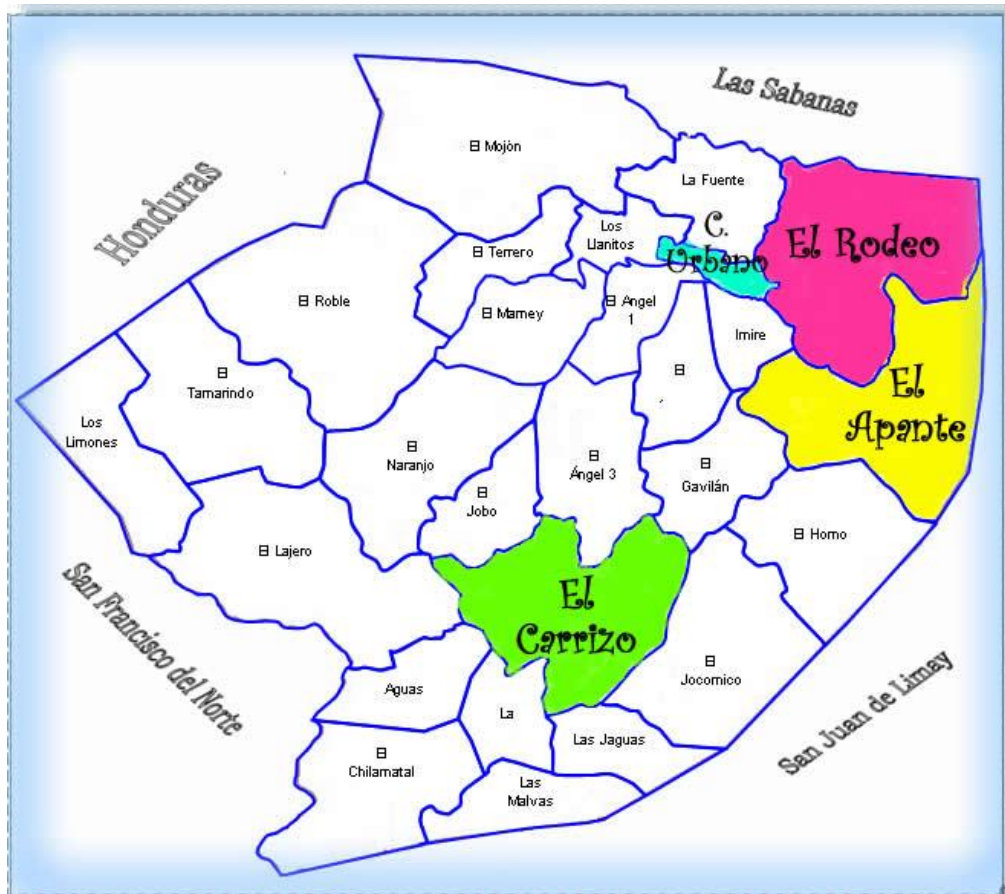 Las Sabanas
Honduras
El Mojón
La Fuente
Los
Llanitos
C.
Urbano
El Rodeo
El Terrero
El Roble
El Mamey
El Angel
1
Imire
El
El
Tamarindo
Los
Limones
El
Naranjo
El
Jobo
El
Ángel 3
El
Gavilán
El
Apante
El Horno
El Lajero
El
Carrizo
San Francisco del Norte
El
Jocomico
San Juan de Limay
Aguas
La
Las Jaguas
El
Chilamatal
Las
Malvas